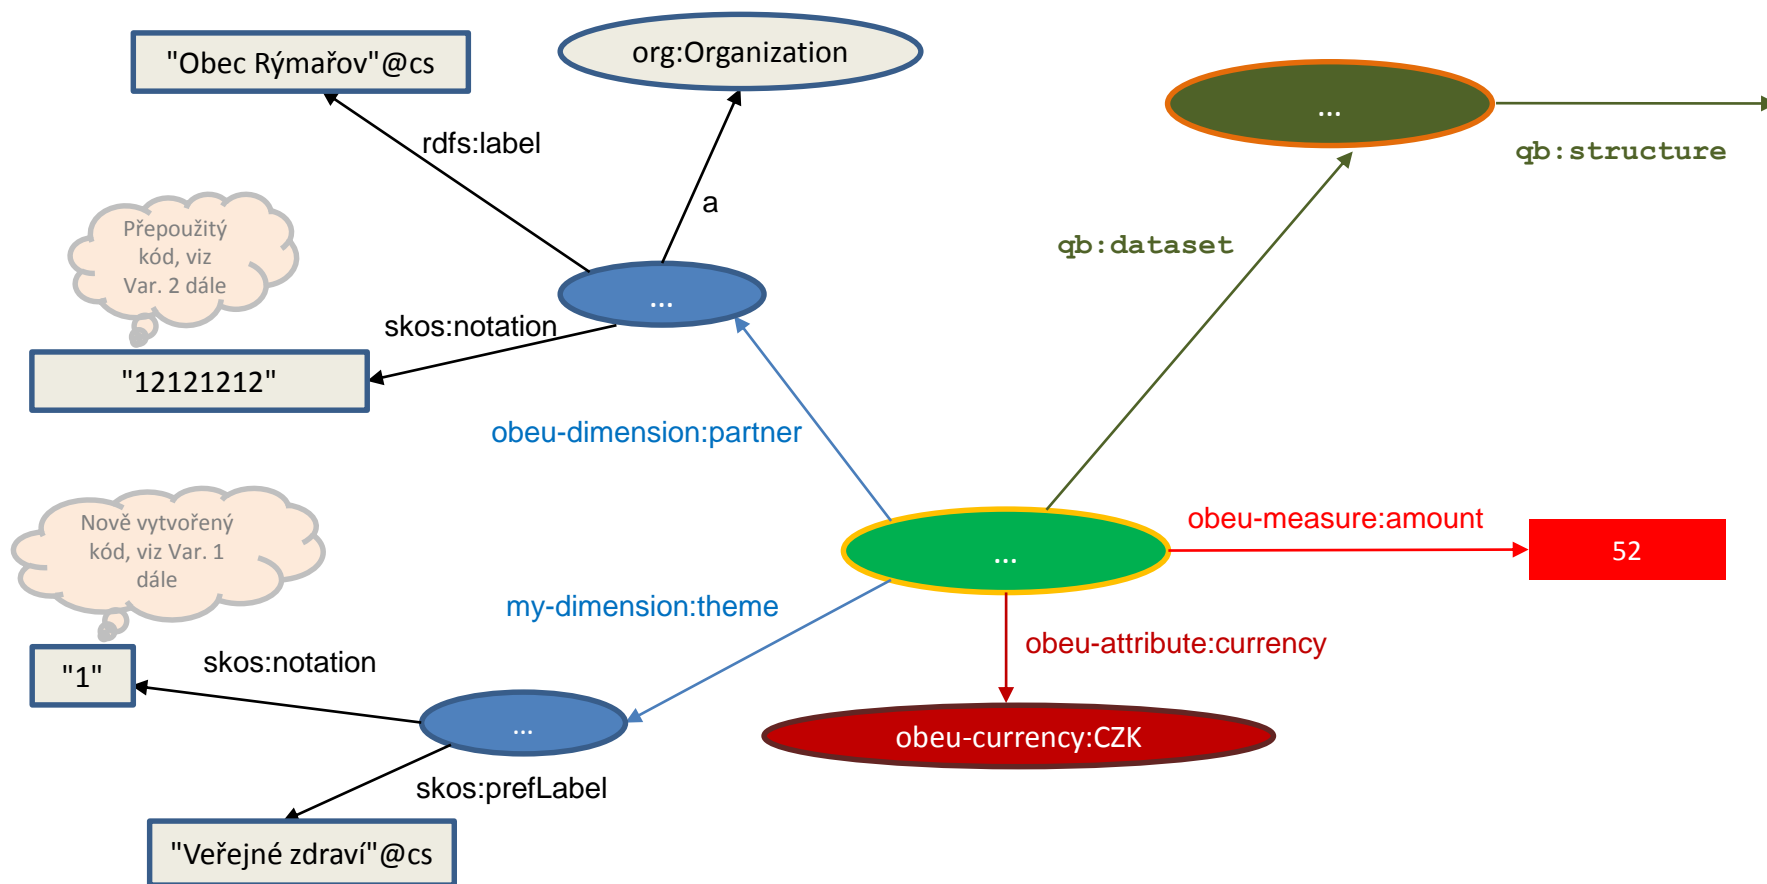 "Obec Rýmařov"@cs
org:Organization
...
qb:structure
rdfs:label
a
qb:dataset
Přepoužitý
kód, viz
Var. 2 dále
...
skos:notation
"12121212"
obeu-dimension:partner
Nově vytvořený
kód, viz Var. 1
dále
obeu-measure:amount
52
...
my-dimension:theme
obeu-attribute:currency
"1"
skos:notation
...
obeu-currency:CZK
skos:prefLabel
"Veřejné zdraví"@cs